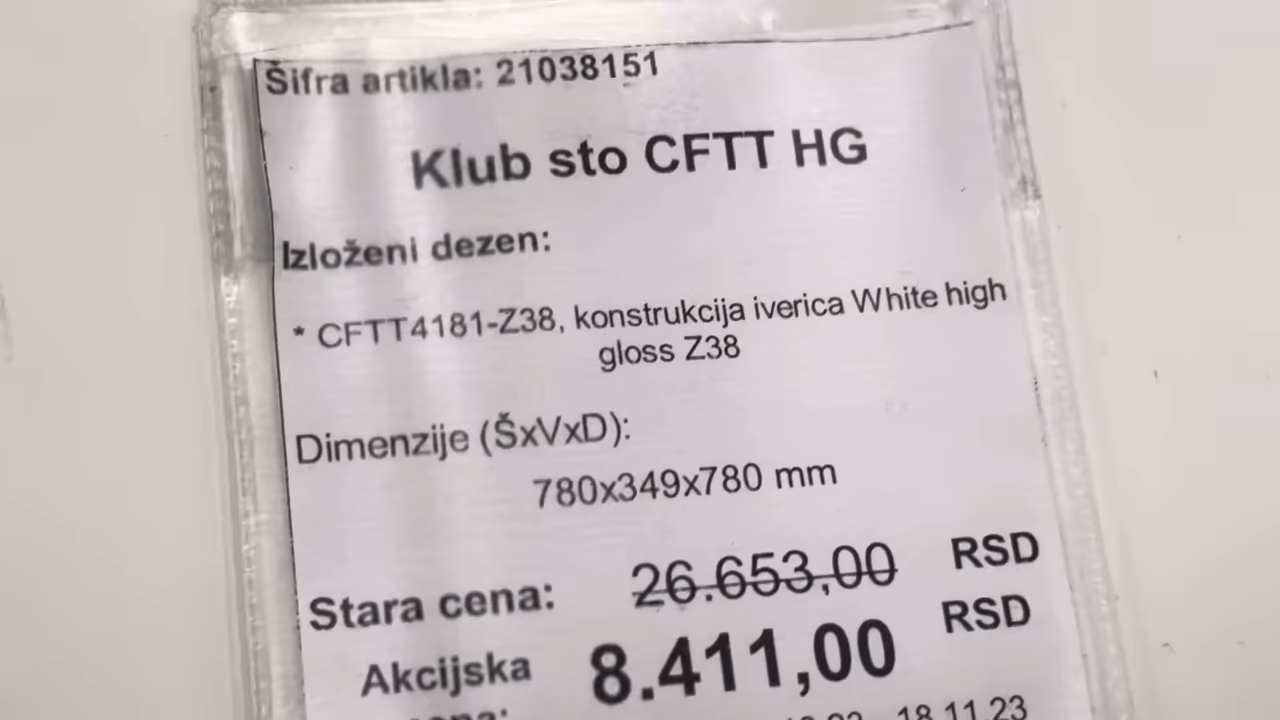 Šifra artikla: 21038151
Klub sto CFTT HG
Izloženi dezen:
* CFTT4181-Z38, konstrukcija iverica White high
gloss Z38
Dimenzije (ŠxVxD):
780x349x780 mm
Stara cena: 26.653,00 RSD
Akcijska 8.411,00 RSD
18.11.23